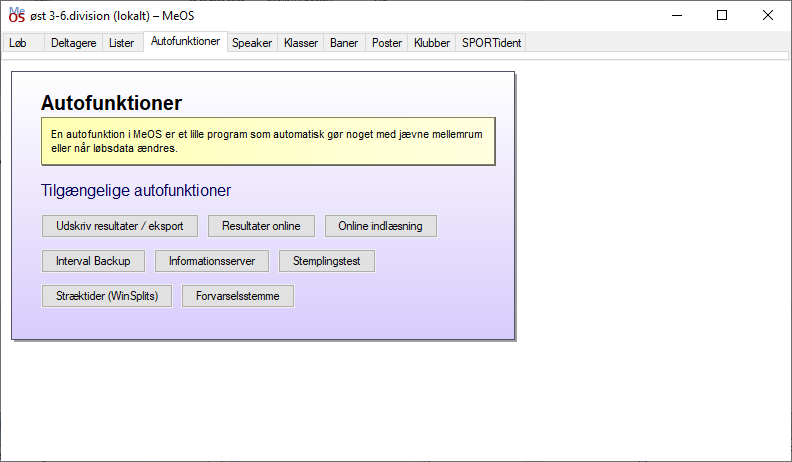 MeOS øst 3-6.division (lokalt) – MeOS
Løb Deltagere Lister Autofunktioner Speaker Klasser Baner Poster Klubber SPORTident
Autofunktioner
En autofunktion i MeOS er et lille program som automatisk gør noget med jævne mellemrum
eller når løbsdata ændres.
Tilgængelige autofunktioner
Udskriv resultater / eksport Resultater online Online indlæsning
Interval Backup Informationsserver Stemplingstest
Stræktider (WinSplits) Forvarselsstemme